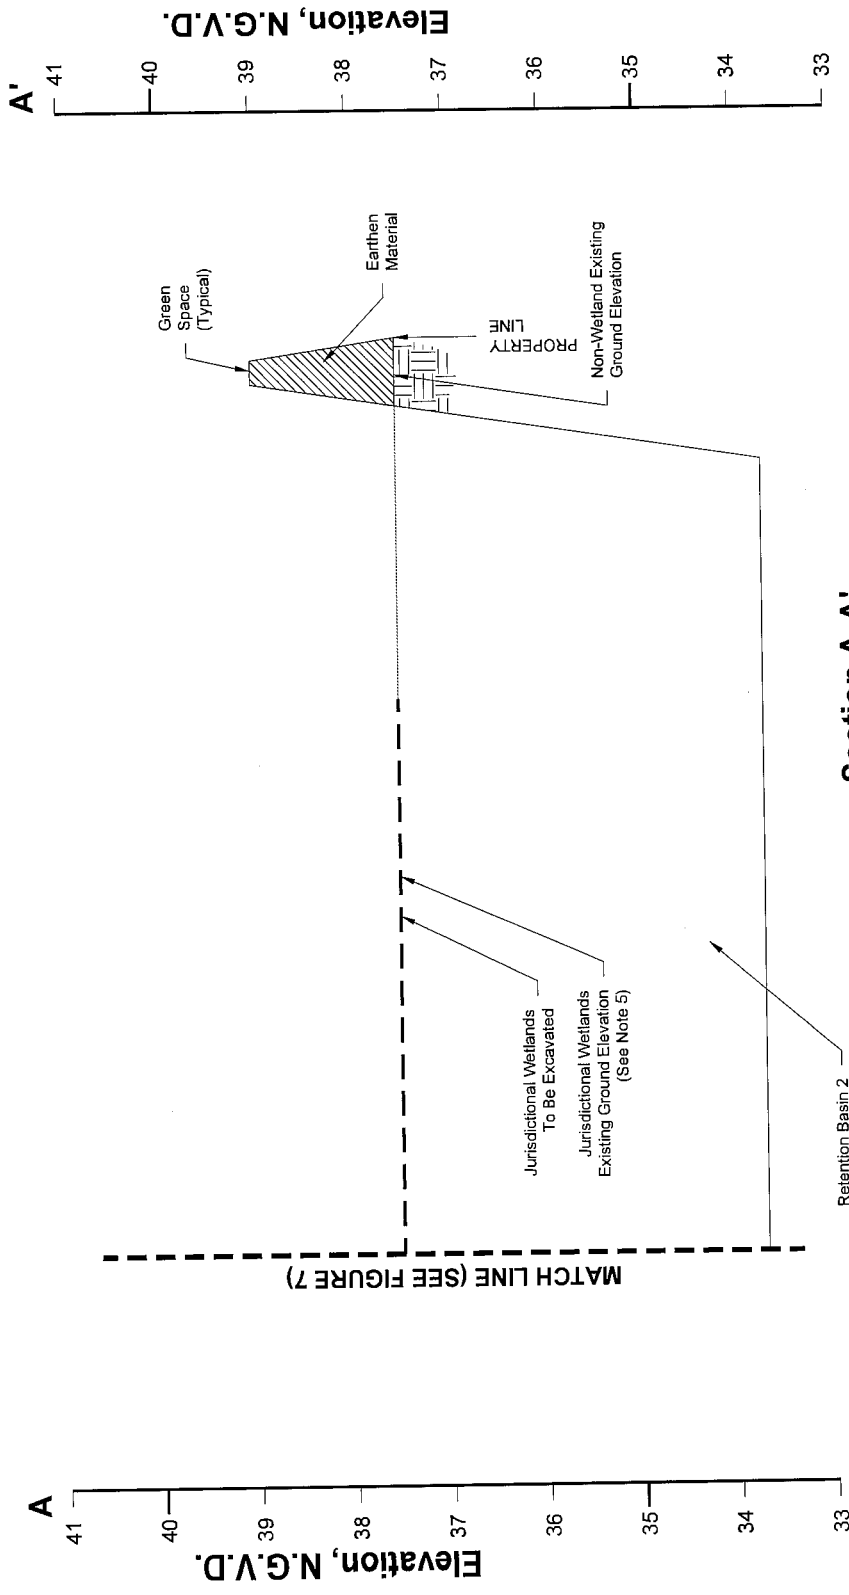 A
41
40
39
38
37
36
35
34
33
Elevation, N.G.V.D.
MATCH LINE (SEE FIGURE 7)
Jurisdictional Wetlands
To Be Excavated
Jurisdictional Wetlands
Existing Ground Elevation
(See Note 5)
Retention Basin 2
Green
Space
(Typical)
Earthen
Material
PROPERTY
LINE
Non-Wetland Existing
Ground Elevation
A'
41
40
39
38
37
36
35
34
33
Elevation, N.G.V.D.
Section A-A'